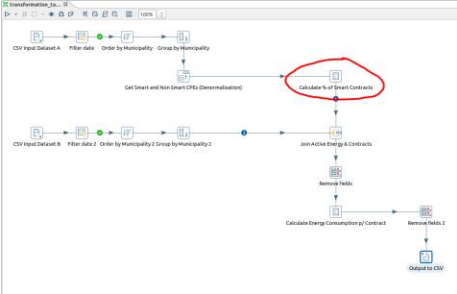 transformation_ta...
100%
CSV Input Dataset A
Filter date
Order by Municipality
Group by Municipality
Get Smart and Non Smart CPEs (Denormalisation)
Calculate % of Smart Contracts
CSV Input Dataset B
Filter date 2
Order by Municipality 2
Group by Municipality 2
Join Active Energy & Contracts
Remove fields
Calculate Energy Consumption p/ Contract
Remove fields 2
Output to CSV